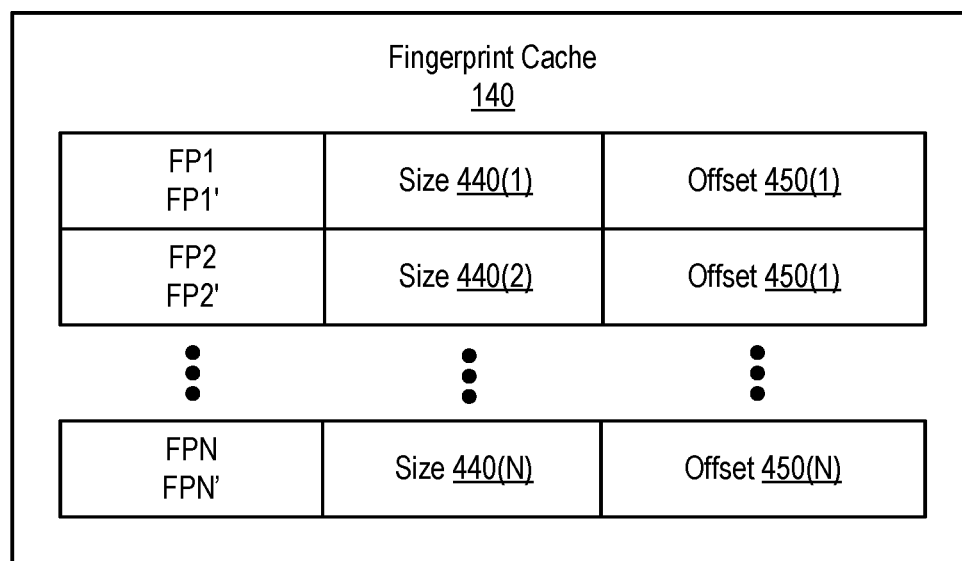 Fingerprint Cache
140
FP1
FP1'
Size 440(1)
Offset 450(1)
FP2
FP2'
Size 440(2)
Offset 450(1)
FPN
FPN’
Size 440(N)
Offset 450(N)